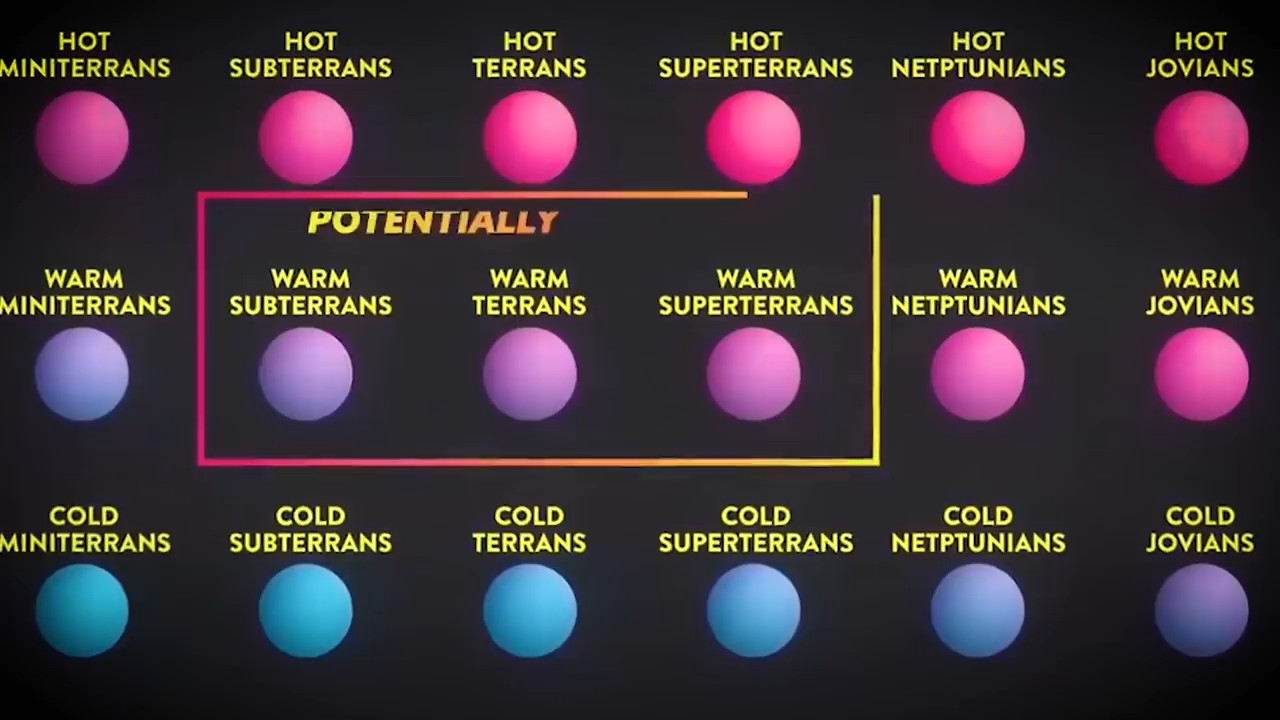 HOT
MINITERRANS
HOT
SUBTERRANS
HOT
TERRANS
HOT
SUPERTERRANS
HOT
NETPTUNIANS
HOT
JOVIANS
POTENTIALLY
WARM
MINITERRANS
WARM
SUBTERRANS
WARM
TERRANS
WARM
SUPERTERRANS
WARM
NETPTUNIANS
WARM
JOVIANS
COLD
MINITERRANS
COLD
SUBTERRANS
COLD
TERRANS
COLD
SUPERTERRANS
COLD
NETPTUNIANS
COLD
JOVIANS